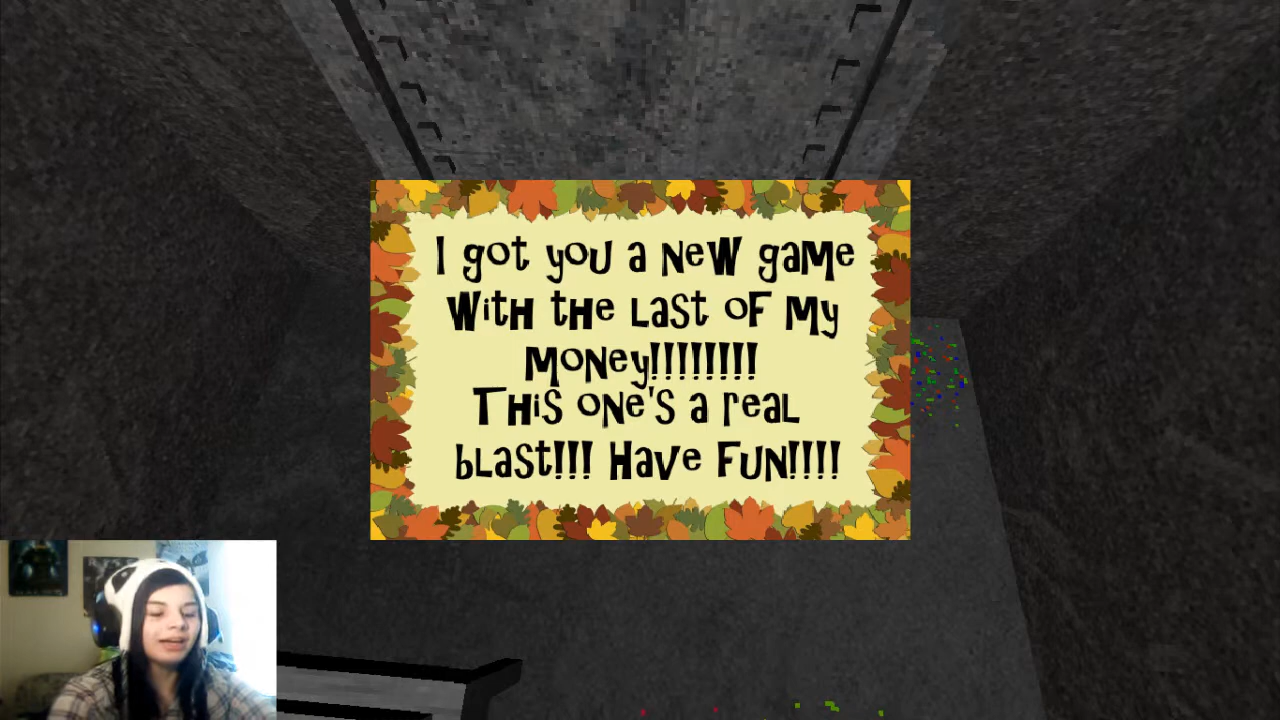 I got you a new game
with the last of my
money!!!!!!!!
This one's a real
blast!!! Have fun!!!!